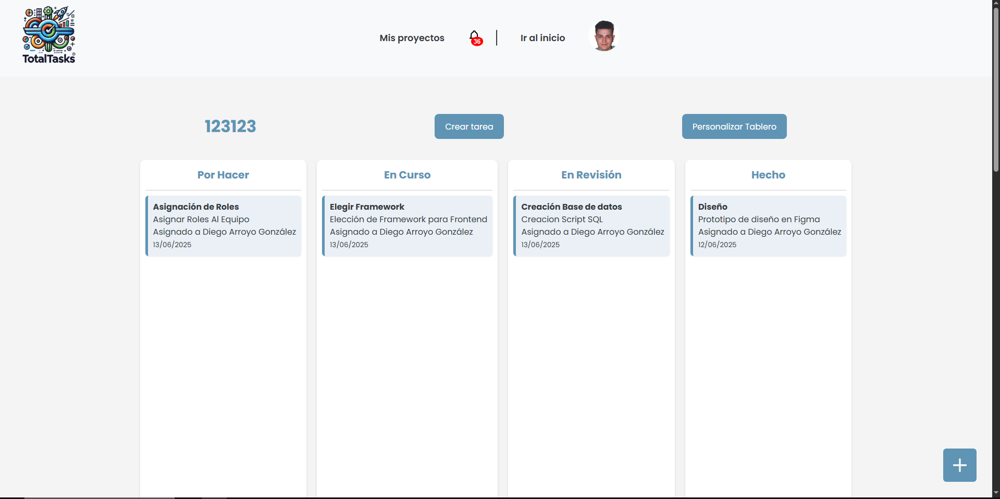 TotalTasks
Mis proyectos
36
Ir al inicio
123123
Crear tarea
Personalizar Tablero
Por Hacer
Asignación de Roles
Asignar Roles Al Equipo
Asignado a Diego Arroyo González
13/06/2025
En Curso
Elegir Framework
Elección de Framework para Frontend
Asignado a Diego Arroyo González
13/06/2025
En Revisión
Creación Base de datos
Creacion Script SQL
Asignado a Diego Arroyo González
13/06/2025
Hecho
Diseño
Prototipo de diseño en Figma
Asignado a Diego Arroyo González
12/06/2025